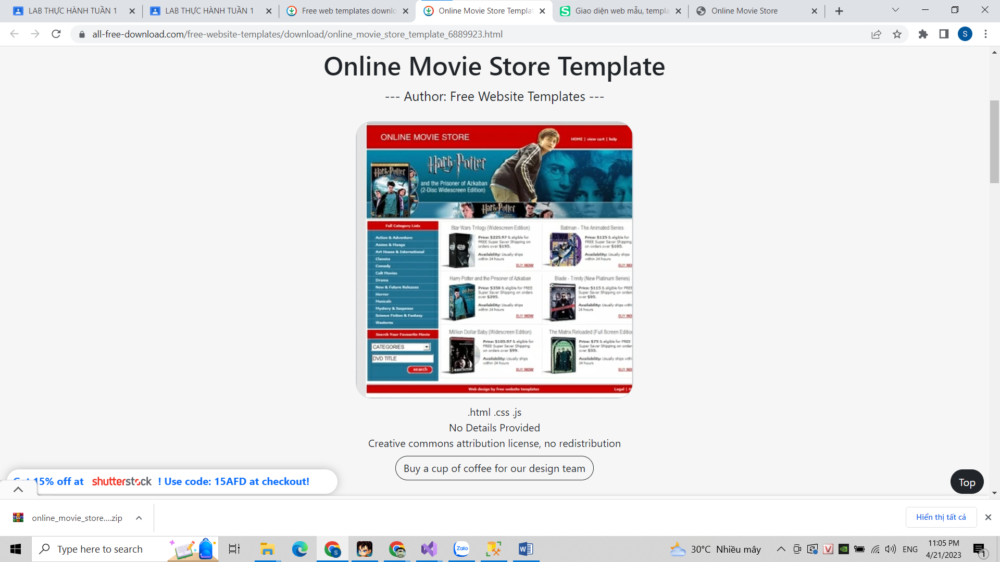 LAB THỰC HÀNH TUẦN 1
LAB THỰC HÀNH TUẦN 1
Free web templates downlo
Online Movie Store Templat
Giao diện web mẫu, templa
Online Movie Store
all-free-download.com/free-website-templates/download/online_movie_store_template_6889923.html
S
Online Movie Store Template
--- Author: Free Website Templates ---
ONLINE MOVIE STORE
HOME | view cart | help
Harry Potter
Harry Potter
and the Prisoner of Azkaban
(2-Disc Widescreen Edition)
Harry Potter
Full Category Lists
Action & Adventure
Anime & Manga
Art House & International
Classics
Comedy
Cult Movies
Drama
New & Future Releases
Horror
Musicals
Mystery & Suspense
Science Fiction & Fantasy
Westerns
Search Your Favourite Movie
CATEGORIES
DVD TITLE
search
Star Wars Trilogy (Widescreen Edition)
Price: $225.97 & eligible for
FREE Super Saver Shipping on
orders over $195.
Availability: Usually ships
within 24 hours
BUY NOW
Batman - The Animated Series
Price: $125 & eligible for
FREE Super Saver Shipping
on orders over $105.
Availability: Usually ships
within 24 hours
BUY NO
Harry Potter and the Prisoner of Azkaban
Price: $350 & eligible for FREE
Super Saver Shipping on orders
over $295.
Availability: Usually ships
within 24 hours
BUY NOW
Blade - Trinity (New Platinum Series)
Price: $115 & eligible for FREE
Super Saver Shipping on orden
over $95.
Availability: Usually ships with
24 hours
BUY NO
Million Dollar Baby (Widescreen Edition)
Price: $105.97 & eligible for
FREE Super Saver Shipping
on orders over $99.
Availability: Usually ships
within 24 hours
BUY NOW
The Matrix Reloaded (Full Screen Editio
Price: $75 & eligible for FREE
Super Saver Shipping on orden
over $55.
Availability: Usually ships with
24 hours
BUY NO
Web design by free website templates
Legal | H
.html .css .js
No Details Provided
Creative commons attribution license, no redistribution
Buy a cup of coffee for our design team
Get 15% off at shutterstock ! Use code: 15AFD at checkout!
Top
online_movie_store....zip
Hiển thị tất cả
Type here to search
Zalo
30°C Nhiều mây
ENG
11:05 PM
4/21/2023
1